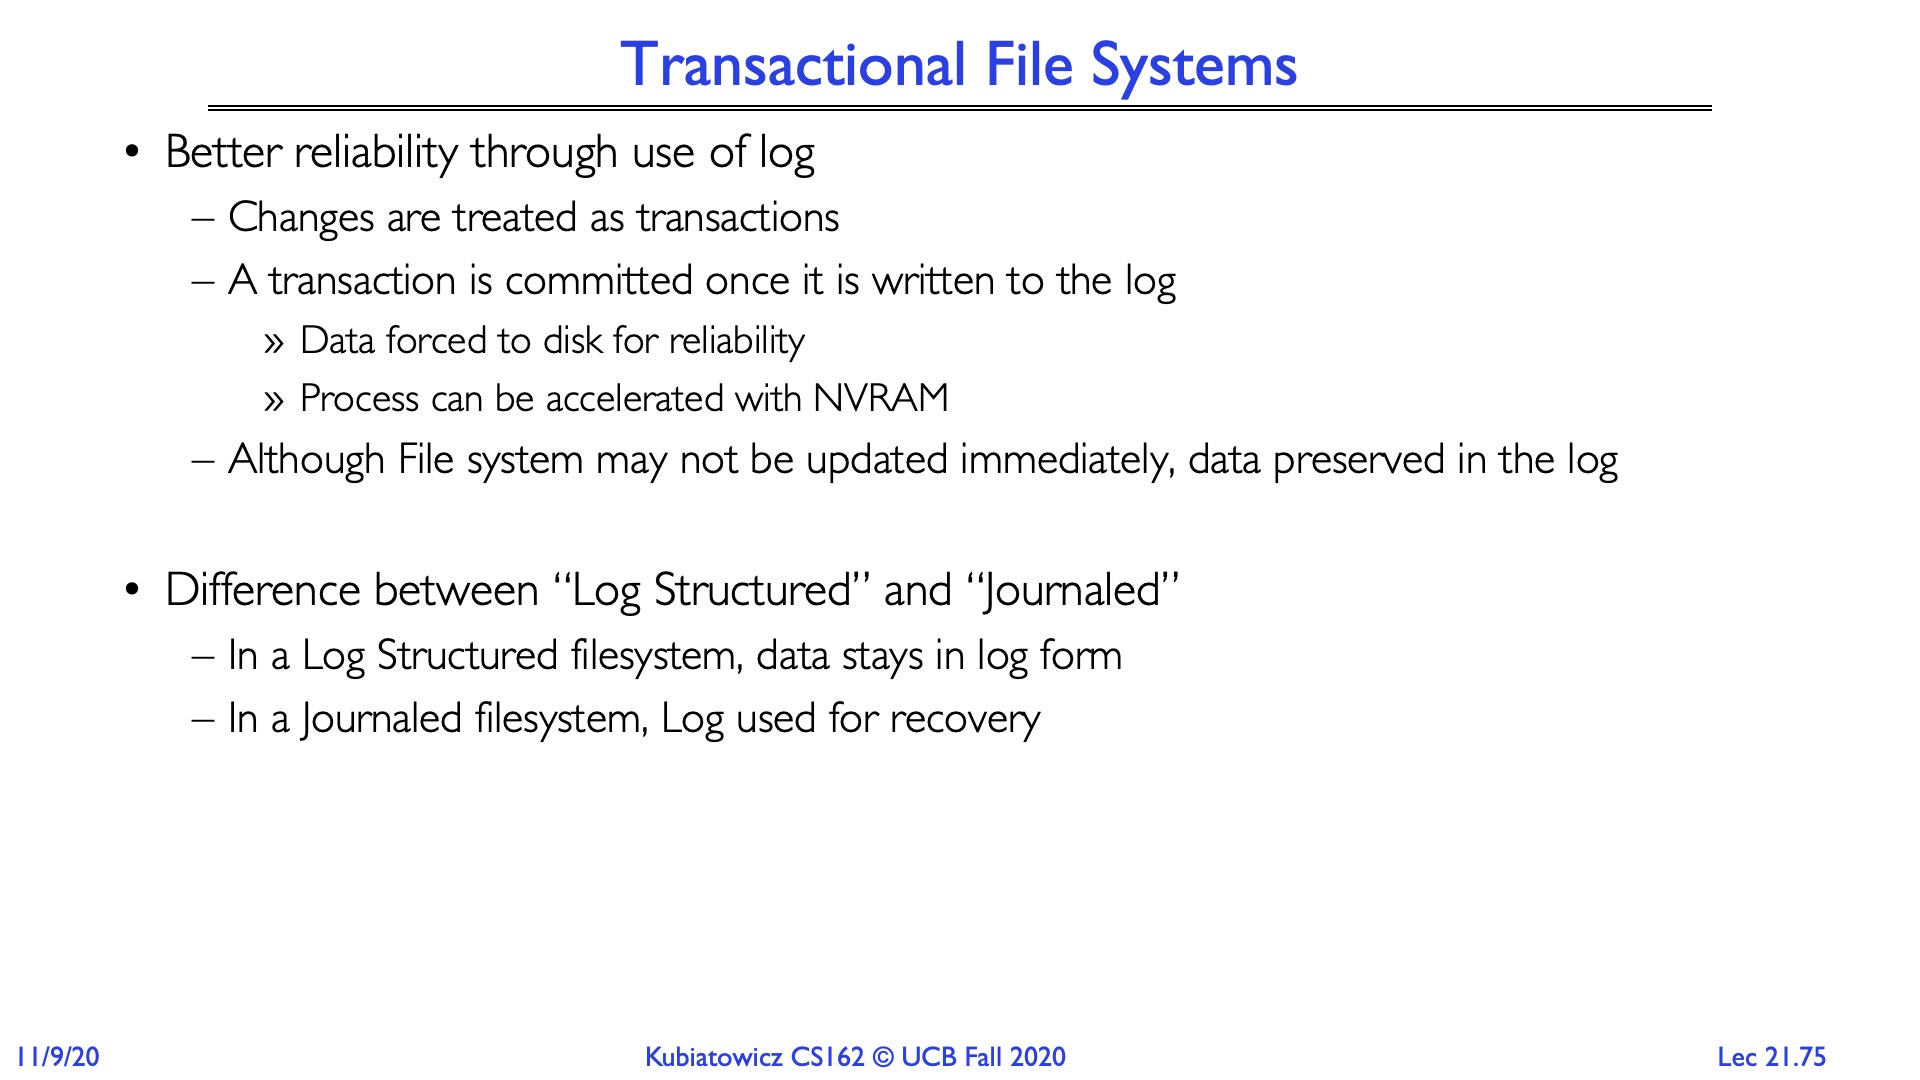 Transactional File Systems
• Better reliability through use of log
– Changes are treated as transactions
– A transaction is committed once it is written to the log
» Data forced to disk for reliability
» Process can be accelerated with NVRAM
– Although File system may not be updated immediately, data preserved in the log
• Difference between “Log Structured” and “Journaled”
– In a Log Structured filesystem, data stays in log form
– In a Journaled filesystem, Log used for recovery
11/9/20
Kubiatowicz CS162 © UCB Fall 2020
Lec 21.75